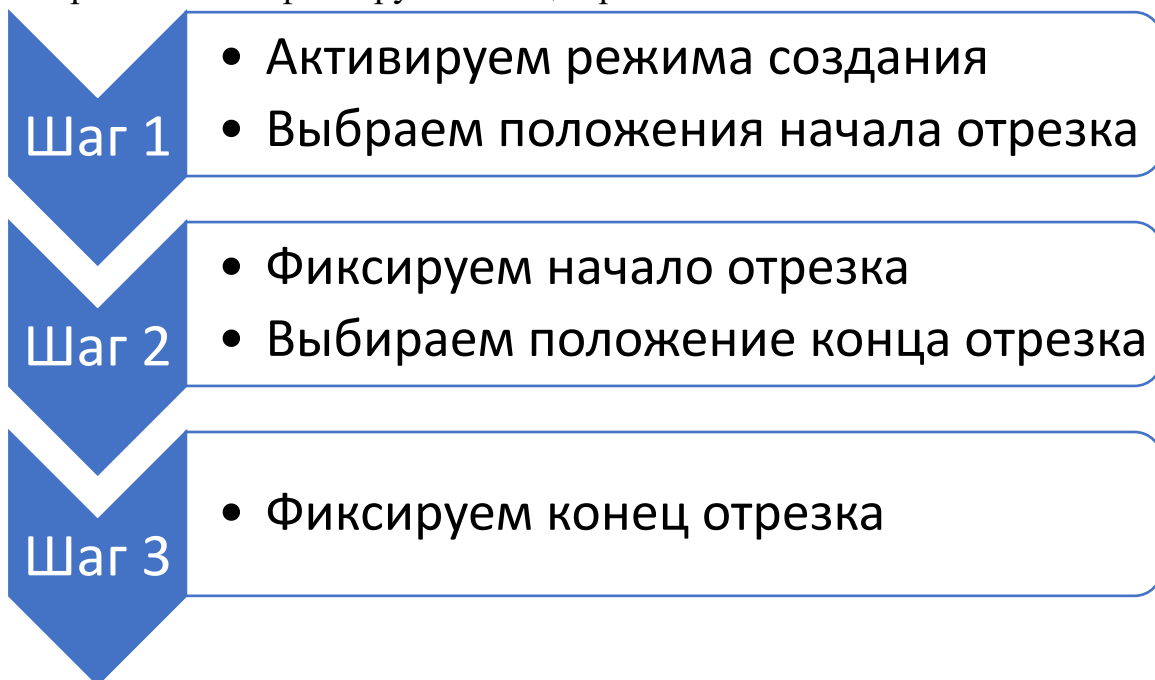 Шаг 1
• Активируем режима создания
• Выбраем положения начала отрезка
Шаг 2
• Фиксируем начало отрезка
• Выбираем положение конца отрезка
Шаг 3
• Фиксируем конец отрезка